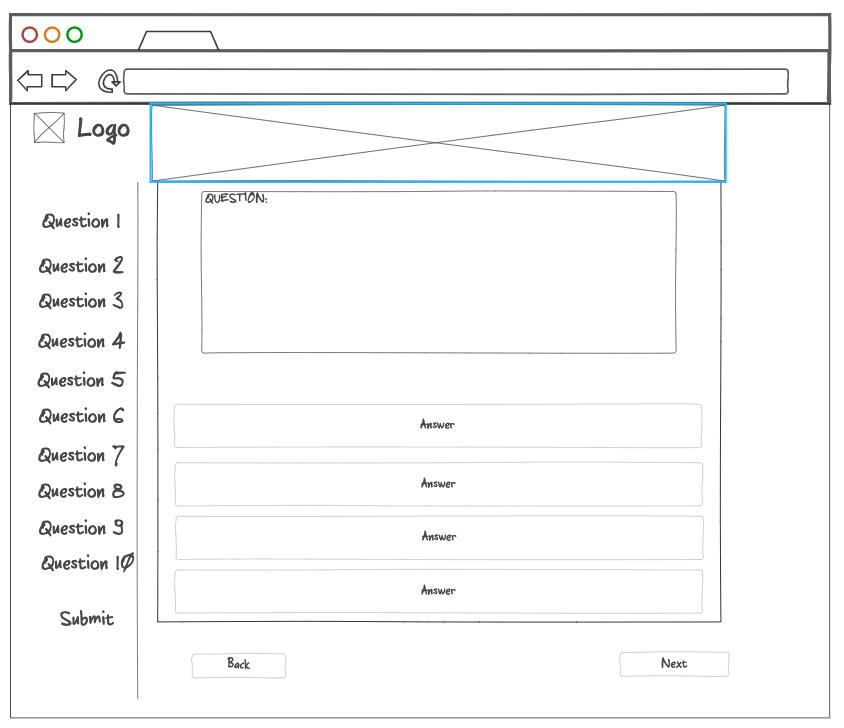 Logo
Question 1
Question 2
Question 3
Question 4
Question 5
Question 6
Question 7
Question 8
Question 9
Question 10
Submit
QUESTION:
Answer
Answer
Answer
Answer
Back
Next